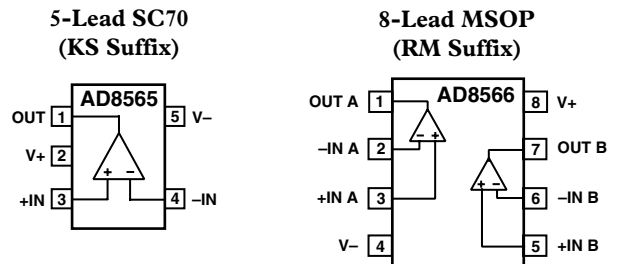 5-Lead SC70
(KS Suffix)
AD8565
OUT 1
5 V–
V+ 2
+ –
+IN 3
4 –IN
8-Lead MSOP
(RM Suffix)
AD8566
OUT A 1
8 V+
– +
–IN A 2
7 OUT B
+IN A 3
+ –
6 –IN B
V– 4
5 +IN B